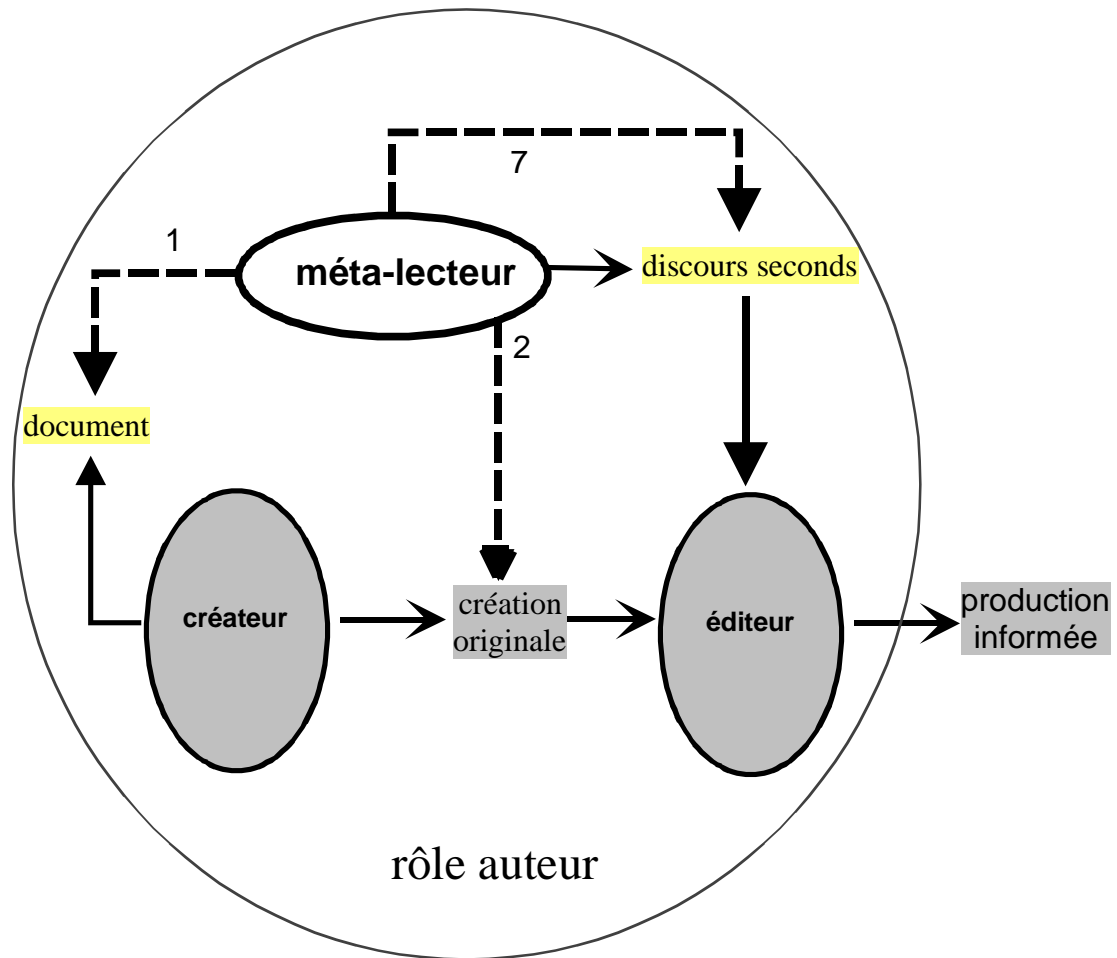 7
1
méta-lecteur
discours seconds
2
document
créateur
création
originale
éditeur
production
informée
rôle auteur